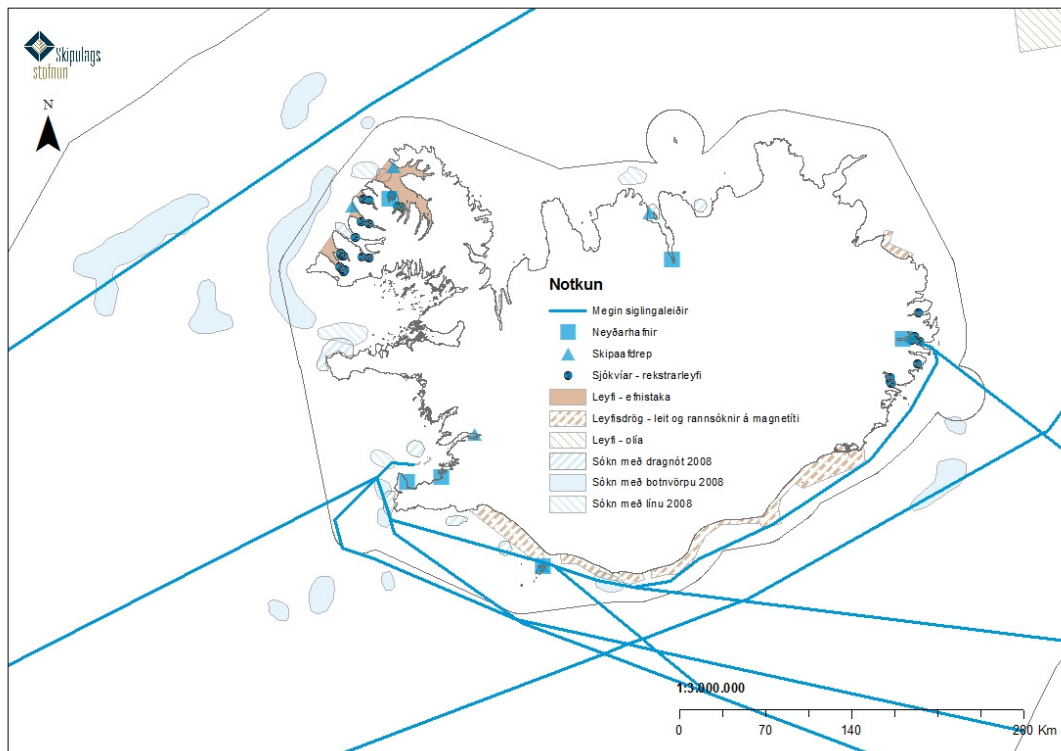 Skipulags
stofnun
N
Notkun
Megin siglingaleiðir
Neyðarhafnir
Skipaafdrep
Sjókvíar - rekstrarleyfi
Leyfi - efnistaka
Leyfisdrög - leit og rannsóknir á magnetíti
Leyfi - olía
Sókn með dragnót 2008
Sókn með botnvörpu 2008
Sókn með línu 2008
1:3.000.000
0 70 140 280 Km